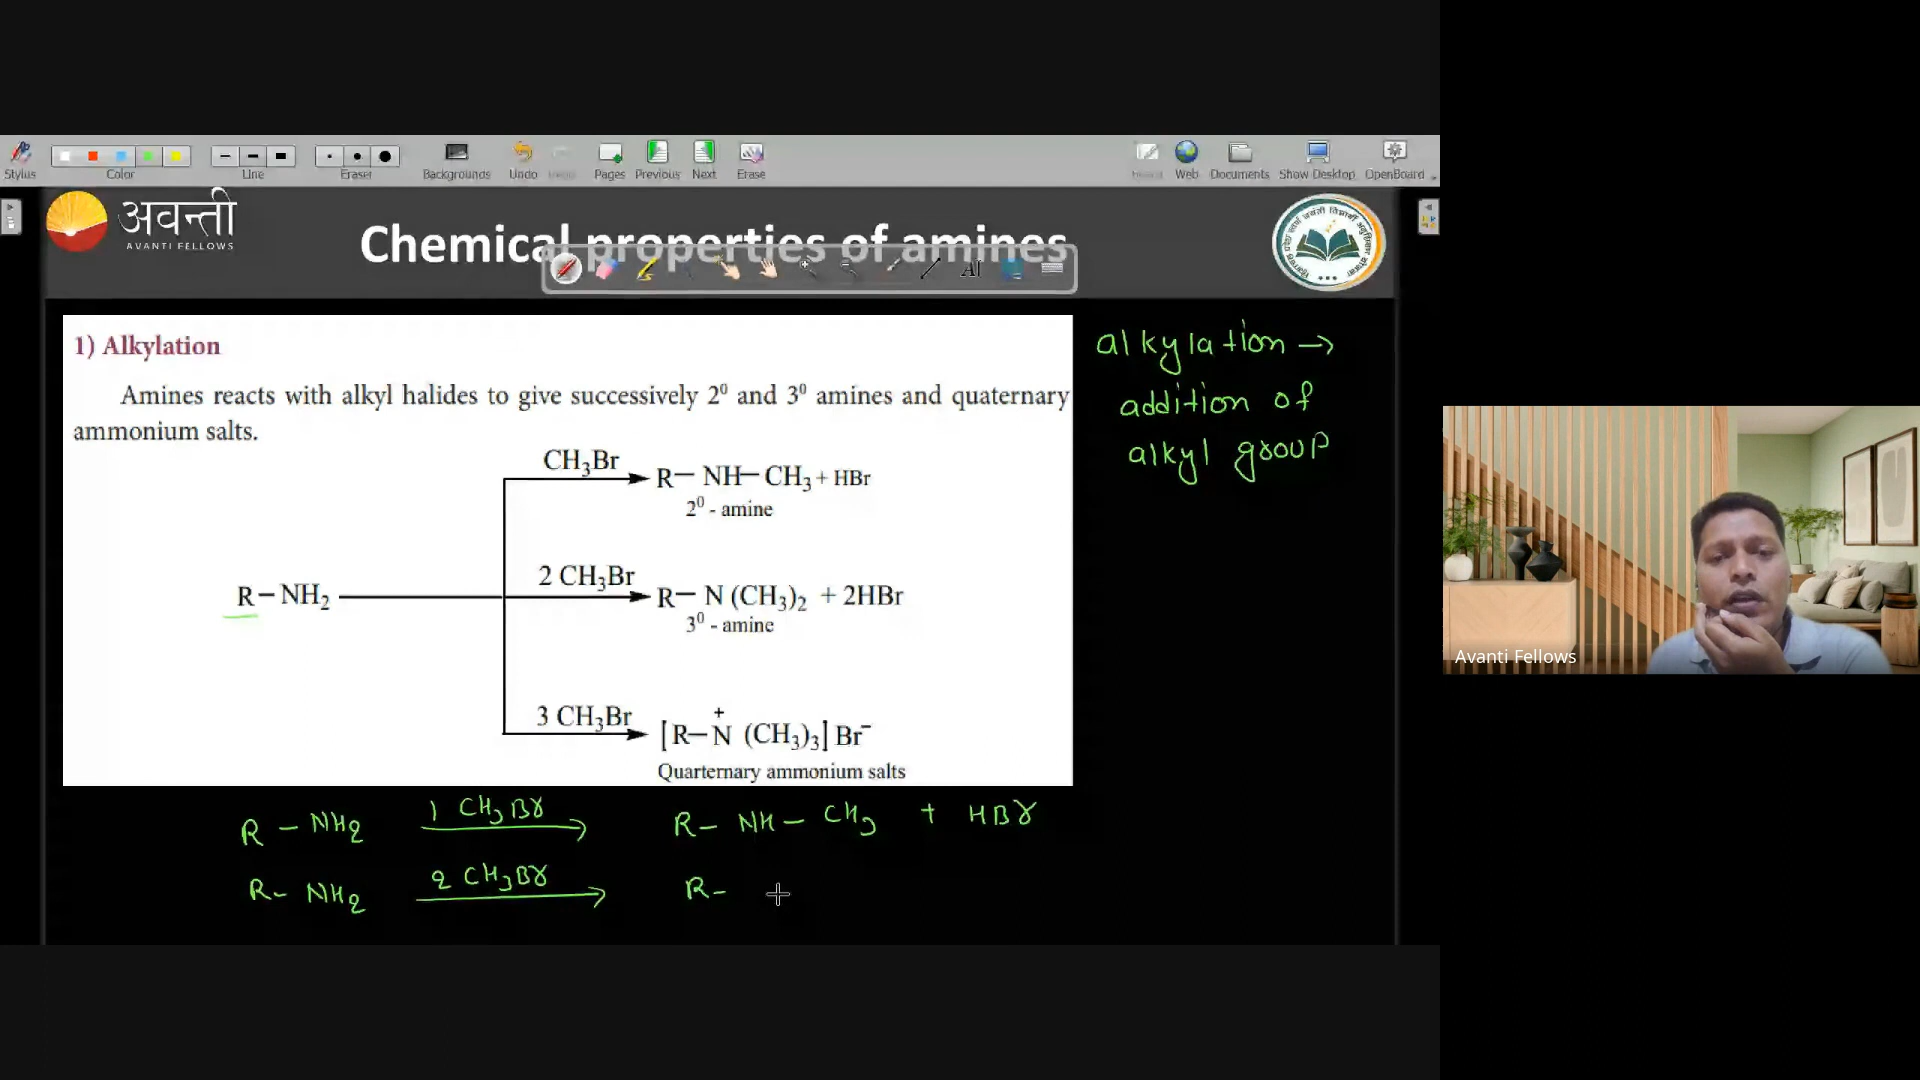 Stylus
Color
Line
Eraser
Backgrounds
Undo
Pages
Previous
Next
Erase
Web
Documents
Show Desktop
OpenBoard
अवन्ती
AVANTI FELLOWS
Chemical properties of amines
1) Alkylation
Amines reacts with alkyl halides to give successively 2⁰ and 3⁰ amines and quaternary
ammonium salts.
CH₃Br
R− NH− CH₃ + HBr
2⁰ - amine
2 CH₃Br
R−NH₂
R− N (CH₃)₂ + 2HBr
3⁰ - amine
3 CH₃Br
[R−N⁺ (CH₃)₃] Br⁻
Quarternary ammonium salts
alkylation →
addition of
alkyl group
R − NH₂ 1 CH₃Br → R − NH − CH₃ + HBr
R − NH₂ 2 CH₃Br → R −
Avanti Fellows